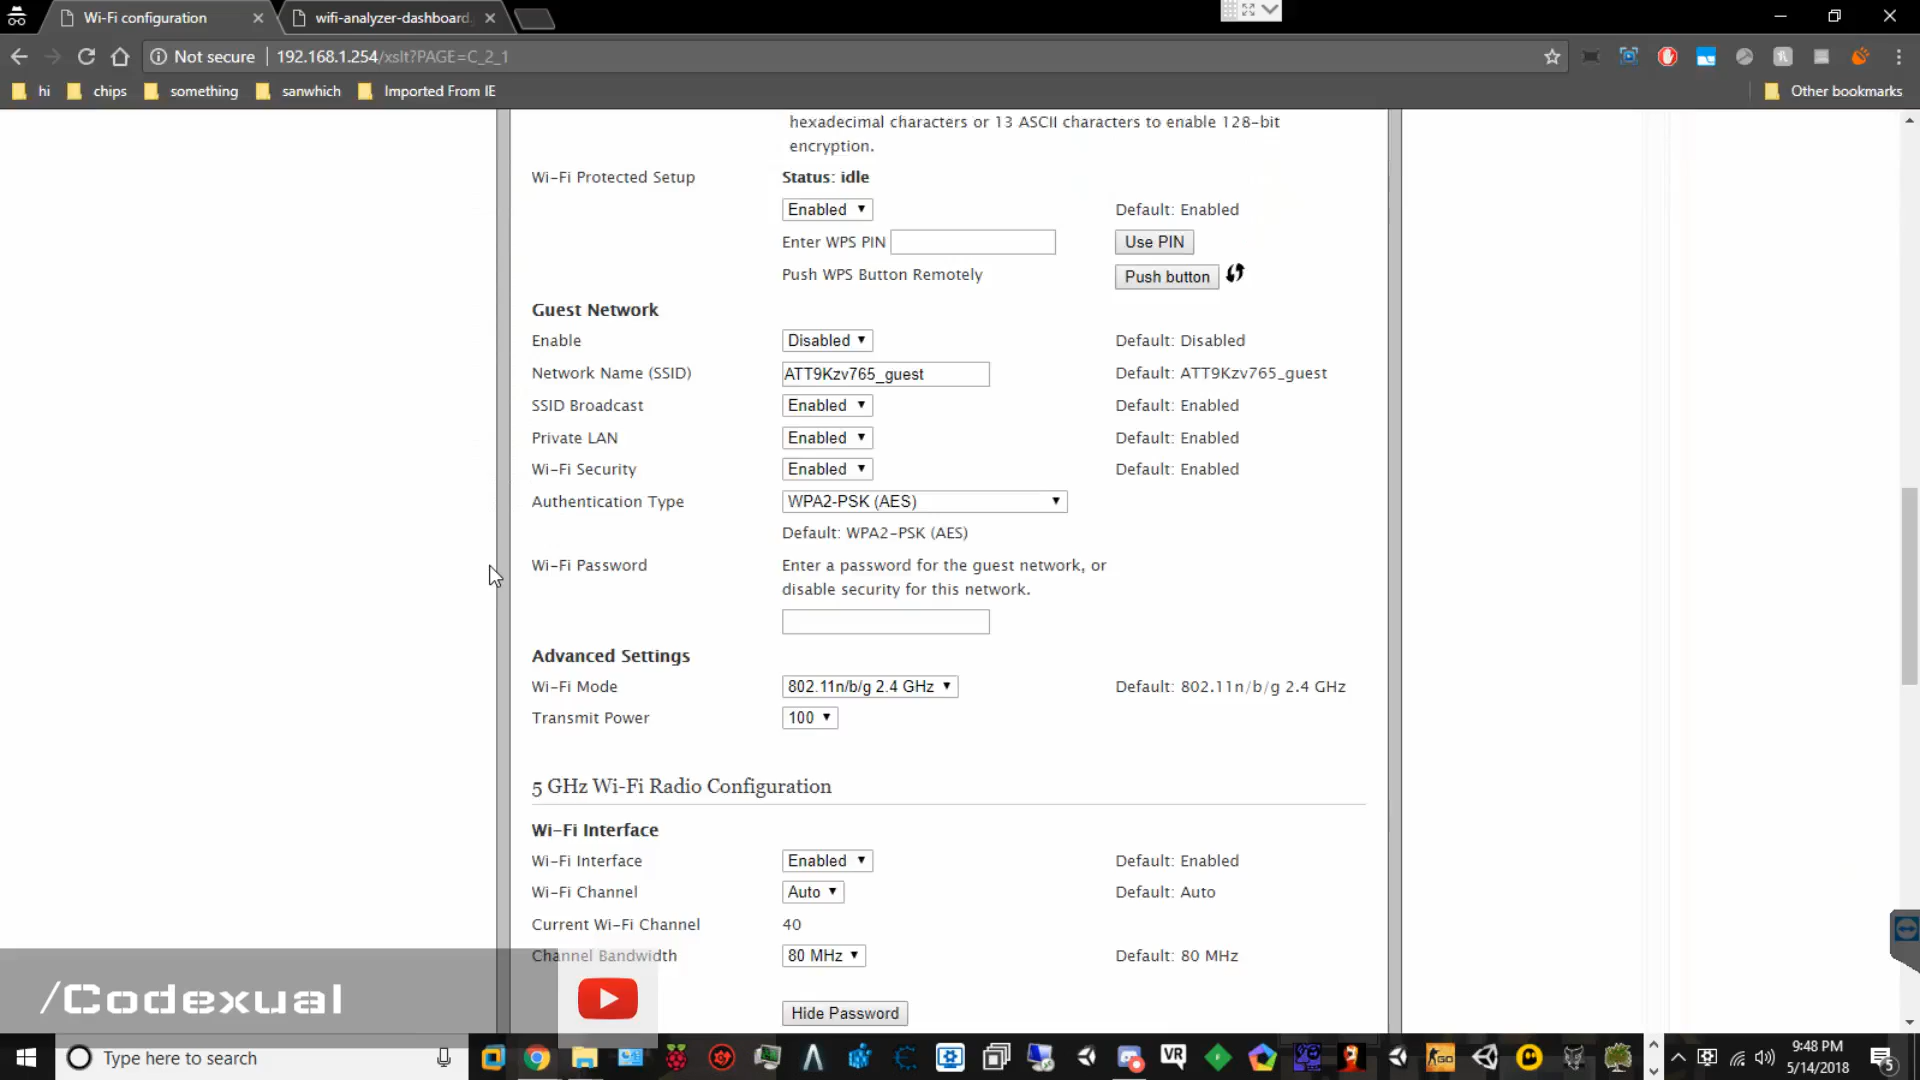 Wi-Fi configuration
wifi-analyzer-dashboard.
Not secure 192.168.1.254/xslt?PAGE=C_2_1
hi chips something sanwhich Imported From IE Other bookmarks
hexadecimal characters or 13 ASCII characters to enable 128-bit
encryption.
Wi-Fi Protected Setup Status: idle
Enabled Default: Enabled
Enter WPS PIN Use PIN
Push WPS Button Remotely Push button
Guest Network
Enable Disabled Default: Disabled
Network Name (SSID) ATT9Kzv765_guest Default: ATT9Kzv765_guest
SSID Broadcast Enabled Default: Enabled
Private LAN Enabled Default: Enabled
Wi-Fi Security Enabled Default: Enabled
Authentication Type WPA2-PSK (AES)
Default: WPA2-PSK (AES)
Wi-Fi Password Enter a password for the guest network, or
disable security for this network.
Advanced Settings
Wi-Fi Mode 802.11n/b/g 2.4 GHz Default: 802.11n/b/g 2.4 GHz
Transmit Power 100
5 GHz Wi-Fi Radio Configuration
Wi-Fi Interface
Wi-Fi Interface Enabled Default: Enabled
Wi-Fi Channel Auto Default: Auto
Current Wi-Fi Channel 40
Channel Bandwidth 80 MHz Default: 80 MHz
/Codexual
Hide Password
Type here to search
VR
GO
9:48 PM
5/14/2018
5